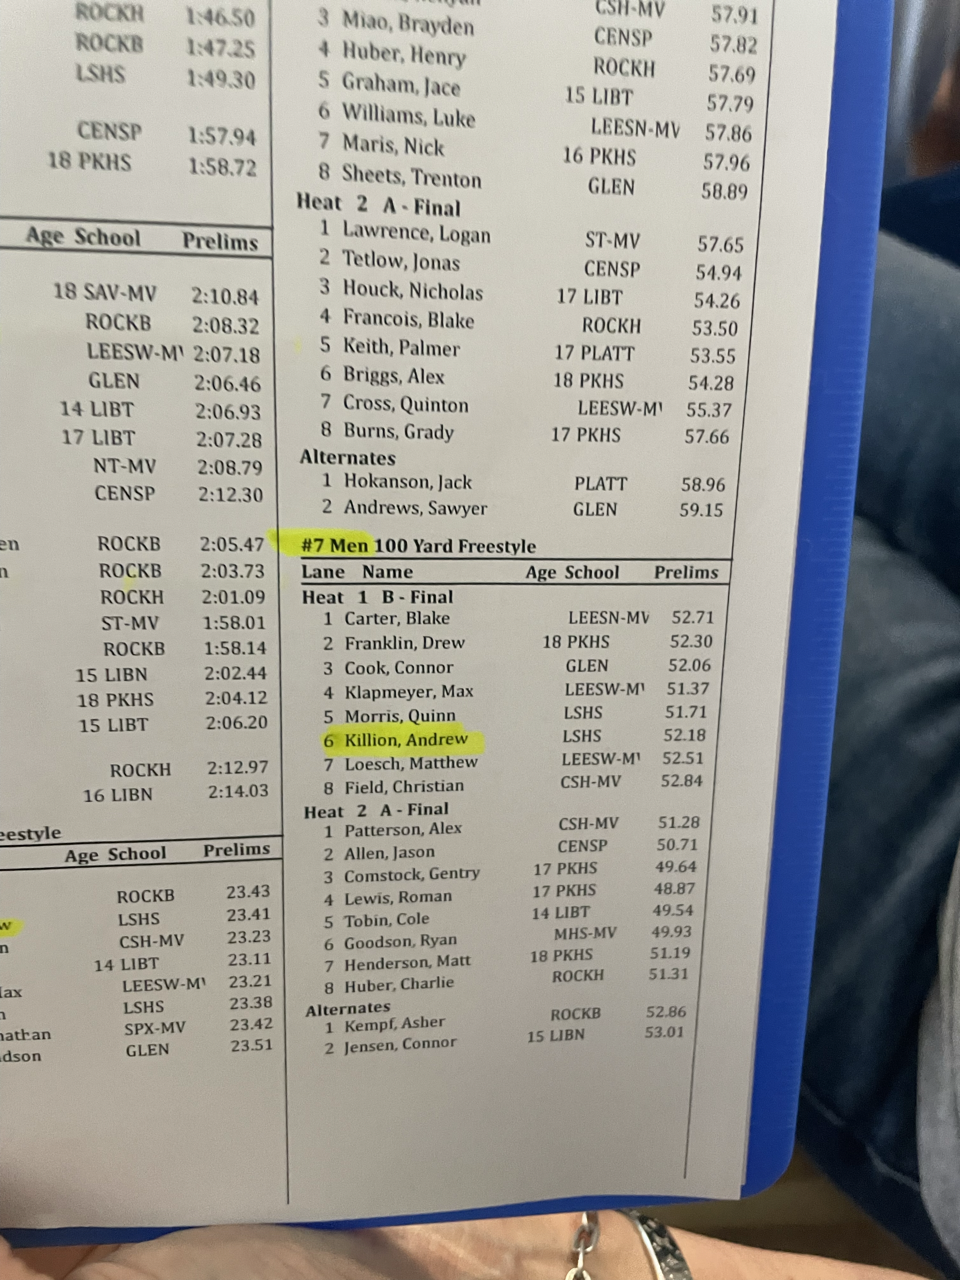 ROCKH 1:46.50
ROCKB 1:47.25
LSHS 1:49.30
CENSP 1:57.94
18 PKHS 1:58.72
Age School Prelims
18 SAV-MV 2:10.84
ROCKB 2:08.32
LEESW-M 2:07.18
GLEN 2:06.46
14 LIBT 2:06.93
17 LIBT 2:07.28
NT-MV 2:08.79
CENSP 2:12.30
en ROCKB 2:05.47
n ROCKB 2:03.73
ROCKH 2:01.09
ST-MV 1:58.01
ROCKB 1:58.14
15 LIBN 2:02.44
18 PKHS 2:04.12
15 LIBT 2:06.20
ROCKH 2:12.97
16 LIBN 2:14.03
eestyle
Age School Prelims
ROCKB 23.43
w LSHS 23.41
n CSH-MV 23.23
14 LIBT 23.11
lax LEESW-M 23.21
n LSHS 23.38
nathan SPX-MV 23.42
dson GLEN 23.51
CSH-MV 57.91
3 Miao, Brayden CENSP 57.82
4 Huber, Henry ROCKH 57.69
5 Graham, Jace 15 LIBT 57.79
6 Williams, Luke LEESN-MV 57.86
7 Maris, Nick 16 PKHS 57.96
8 Sheets, Trenton GLEN 58.89
Heat 2 A - Final
1 Lawrence, Logan ST-MV 57.65
2 Tetlow, Jonas CENSP 54.94
3 Houck, Nicholas 17 LIBT 54.26
4 Francois, Blake ROCKH 53.50
5 Keith, Palmer 17 PLATT 53.55
6 Briggs, Alex 18 PKHS 54.28
7 Cross, Quinton LEESW-M 55.37
8 Burns, Grady 17 PKHS 57.66
Alternates
1 Hokanson, Jack PLATT 58.96
2 Andrews, Sawyer GLEN 59.15
#7 Men 100 Yard Freestyle
Lane Name Age School Prelims
Heat 1 B - Final
1 Carter, Blake LEESN-MV 52.71
2 Franklin, Drew 18 PKHS 52.30
3 Cook, Connor GLEN 52.06
4 Klapmeyer, Max LEESW-M 51.37
5 Morris, Quinn LSHS 51.71
6 Killion, Andrew LSHS 52.18
7 Loesch, Matthew LEESW-M 52.51
8 Field, Christian CSH-MV 52.84
Heat 2 A - Final
1 Patterson, Alex CSH-MV 51.28
2 Allen, Jason CENSP 50.71
3 Comstock, Gentry 17 PKHS 49.64
4 Lewis, Roman 17 PKHS 48.87
5 Tobin, Cole 14 LIBT 49.54
6 Goodson, Ryan MHS-MV 49.93
7 Henderson, Matt 18 PKHS 51.19
8 Huber, Charlie ROCKH 51.31
Alternates
1 Kempf, Asher ROCKB 52.86
2 Jensen, Connor 15 LIBN 53.01